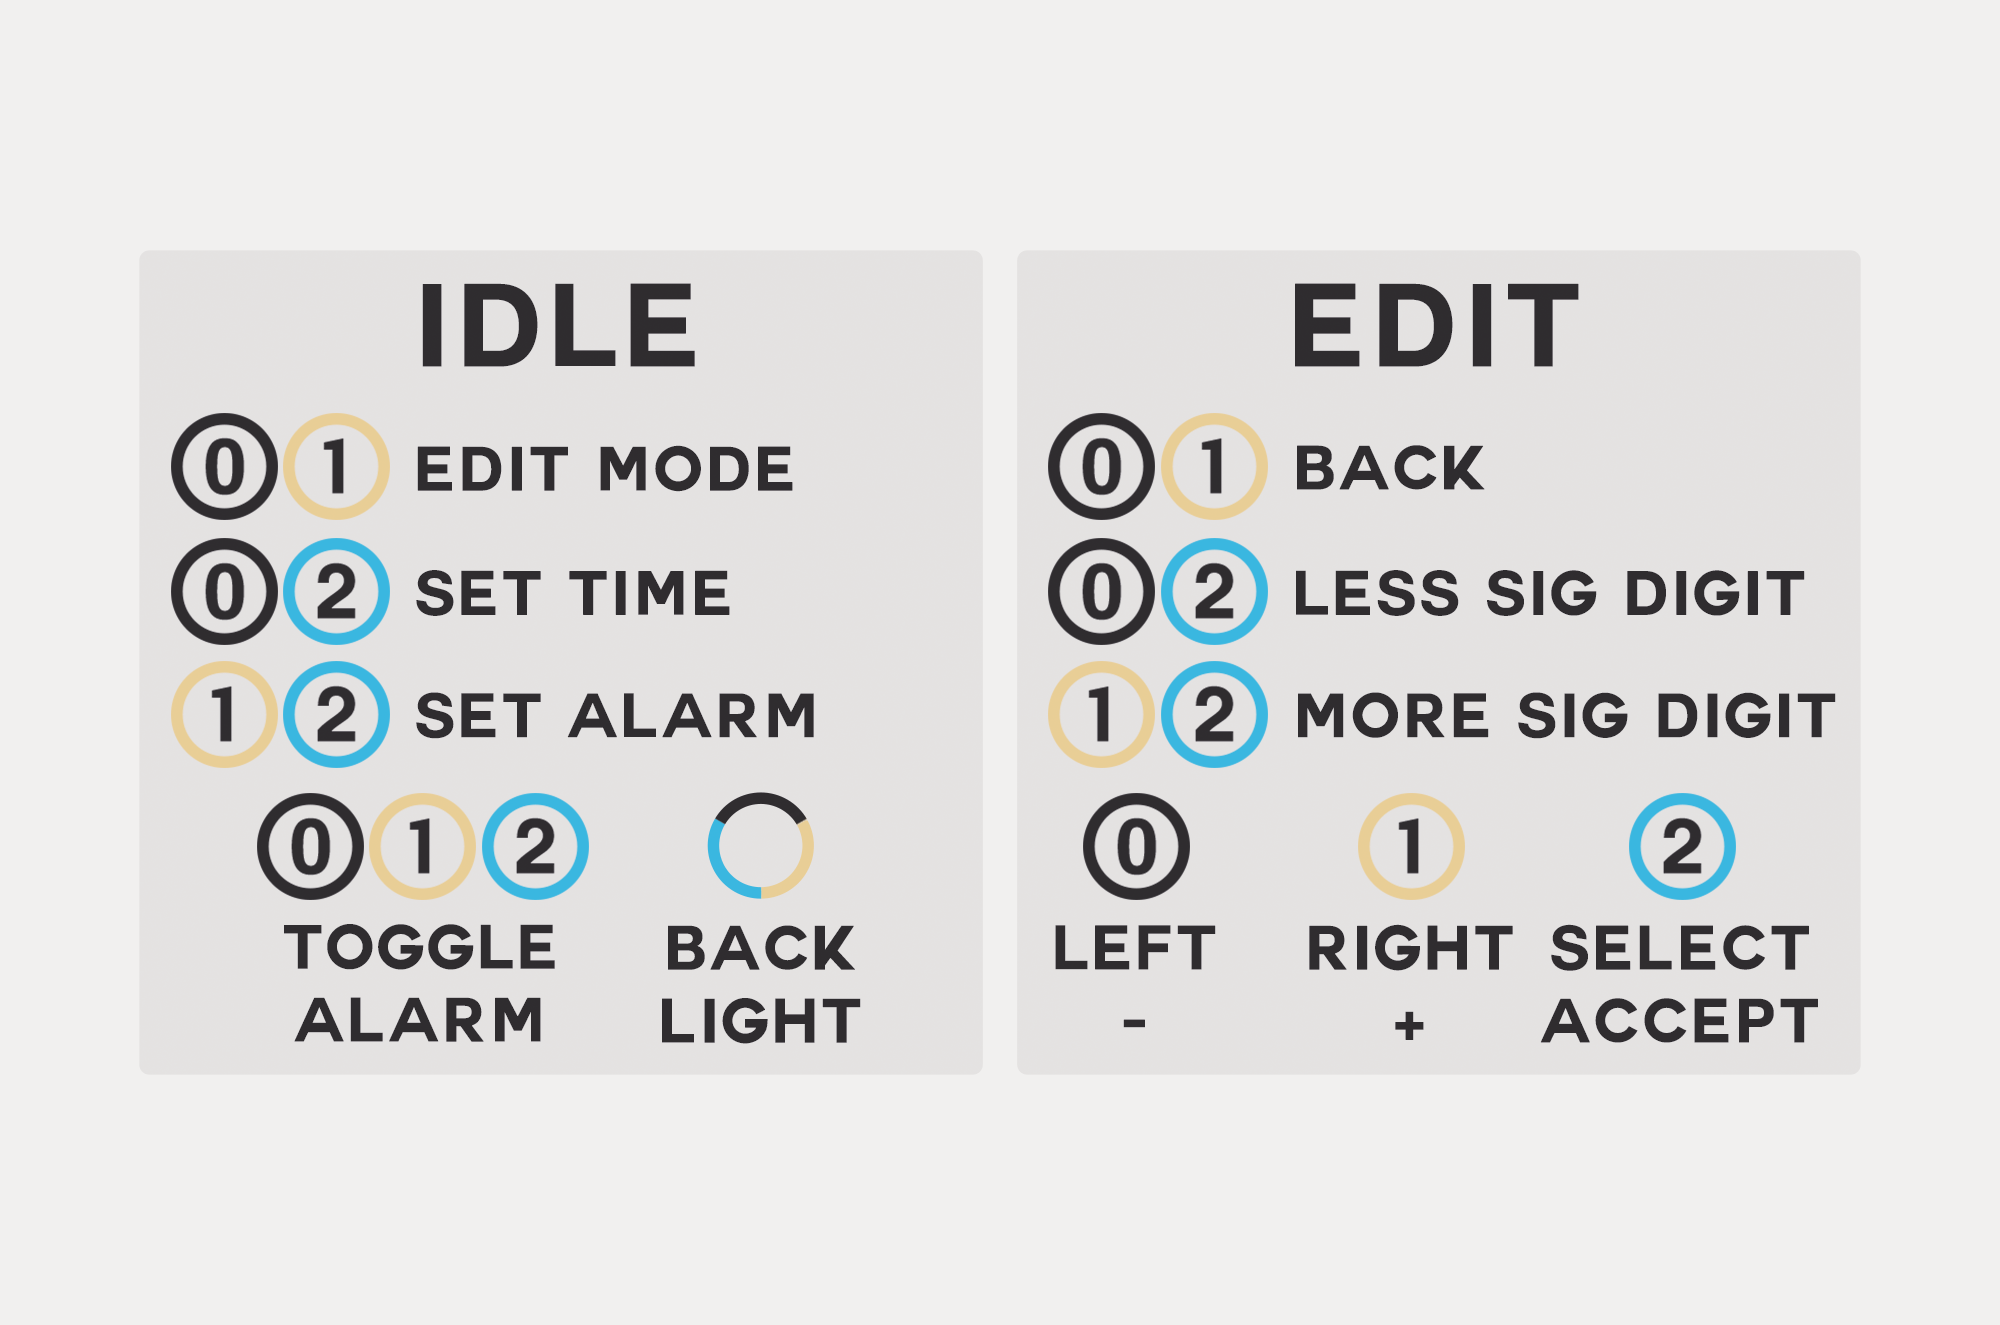 IDLE
0 1 EDIT MODE
0 2 SET TIME
1 2 SET ALARM
0 1 2
TOGGLE
ALARM
BACK
LIGHT
EDIT
0 1 BACK
0 2 LESS SIG DIGIT
1 2 MORE SIG DIGIT
0 1 2
LEFT RIGHT SELECT
- + ACCEPT